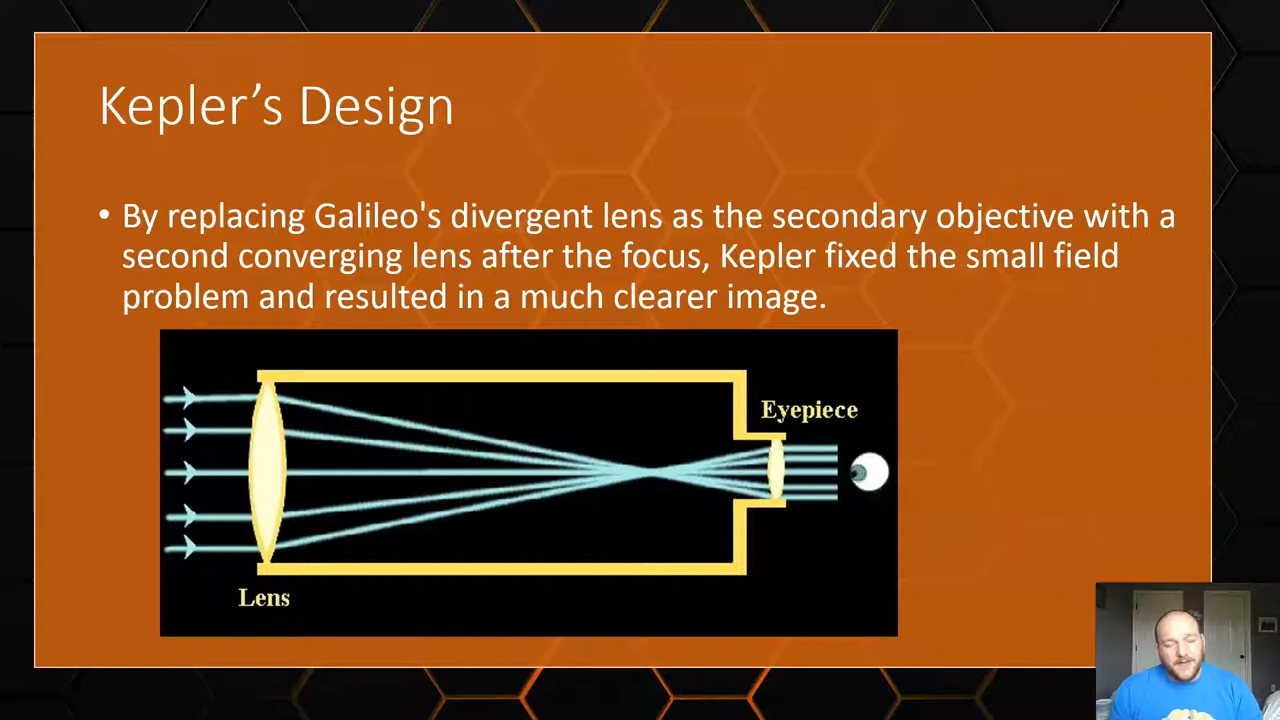 Kepler’s Design
• By replacing Galileo's divergent lens as the secondary objective with a
second converging lens after the focus, Kepler fixed the small field
problem and resulted in a much clearer image.
Eyepiece
Lens